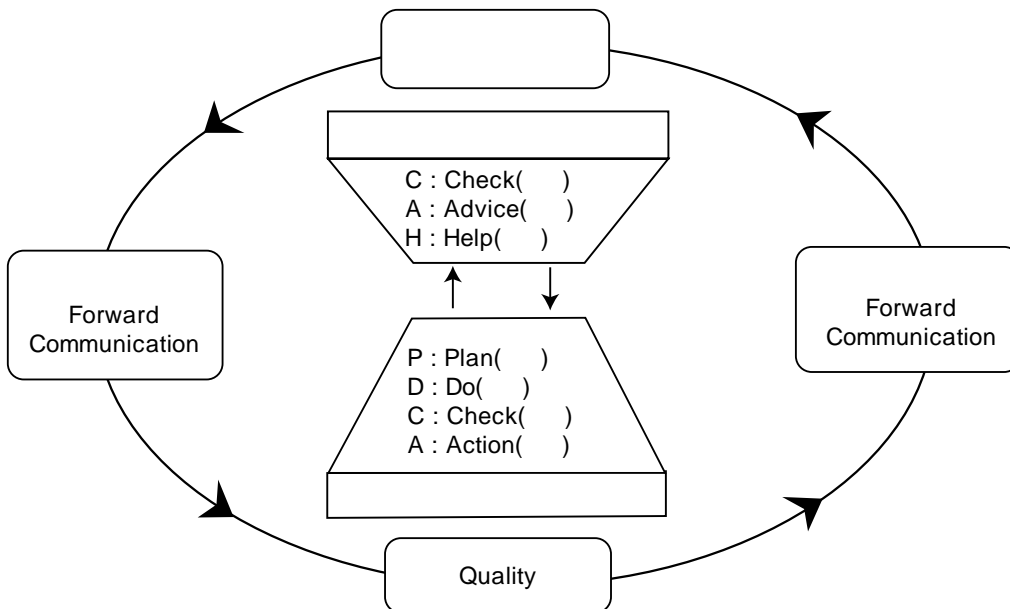 C : Check( )
A : Advice( )
H : Help( )
Forward
Communication
Forward
Communication
P : Plan( )
D : Do( )
C : Check( )
A : Action( )
Quality